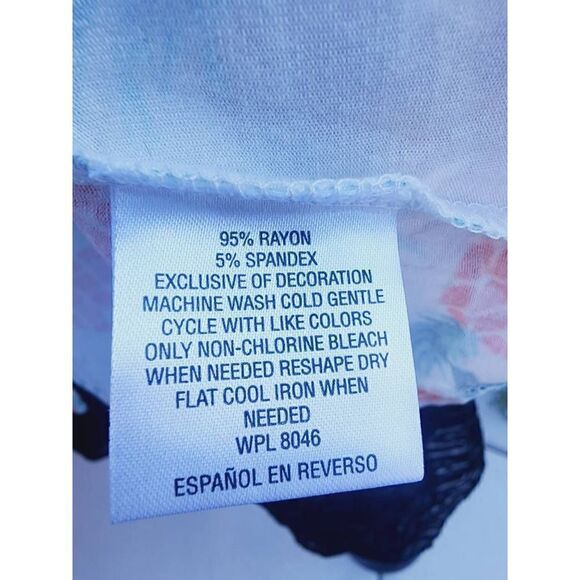 95% RAYON
5% SPANDEX
EXCLUSIVE OF DECORATION
MACHINE WASH COLD GENTLE
CYCLE WITH LIKE COLORS
ONLY NON-CHLORINE BLEACH
WHEN NEEDED RESHAPE DRY
FLAT COOL IRON WHEN
NEEDED
WPL 8046
ESPAÑOL EN REVERSO